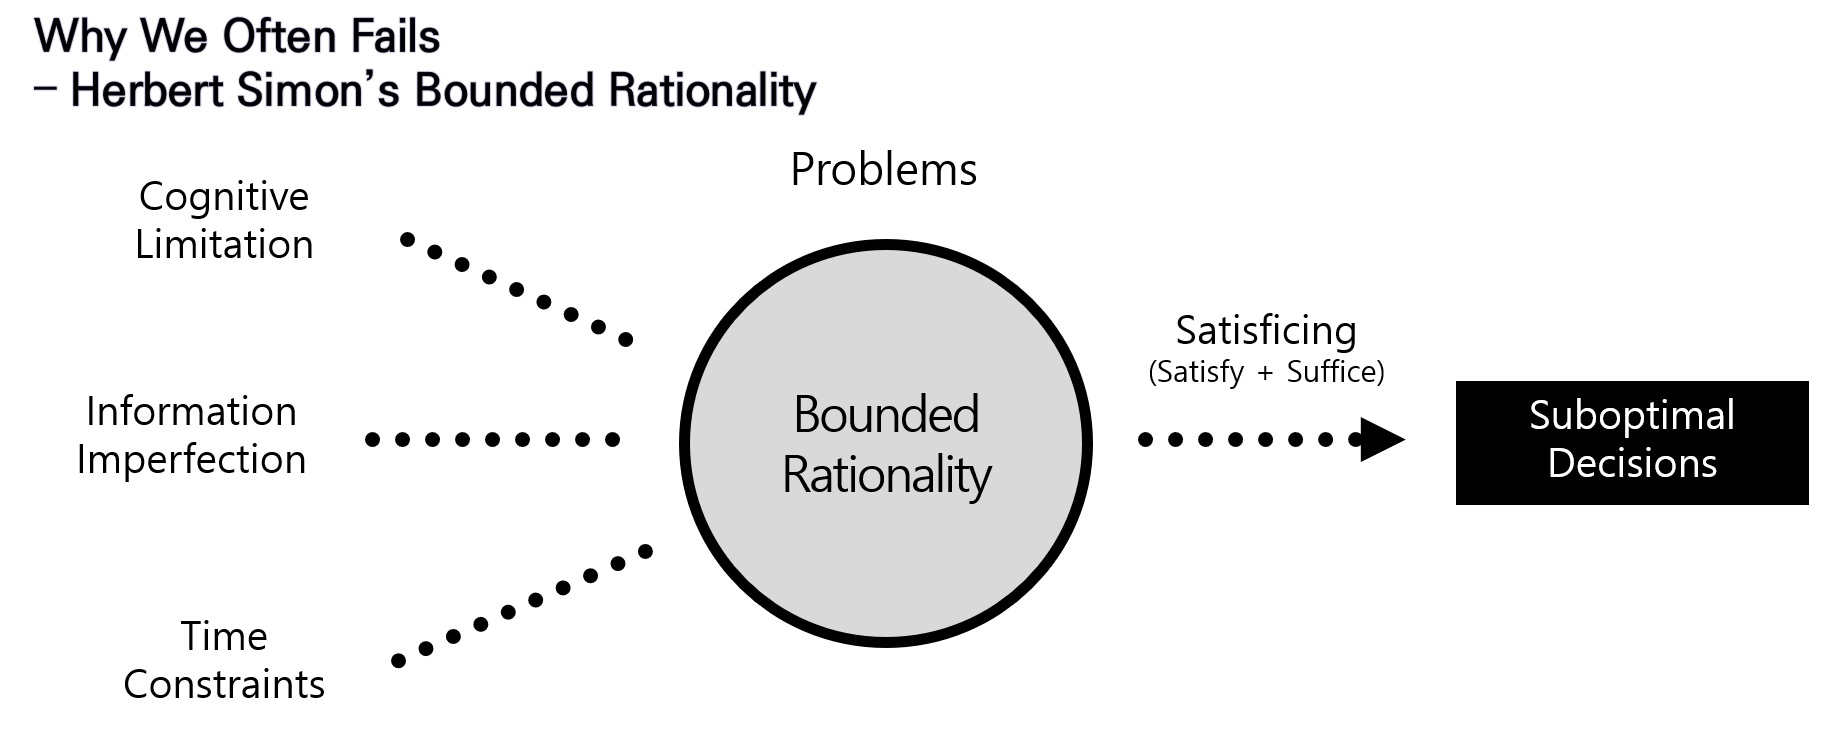 Why We Often Fails
– Herbert Simon’s Bounded Rationality
Problems
Cognitive
Limitation
Information
Imperfection
Time
Constraints
Bounded
Rationality
Satisficing
(Satisfy + Suffice)
Suboptimal
Decisions